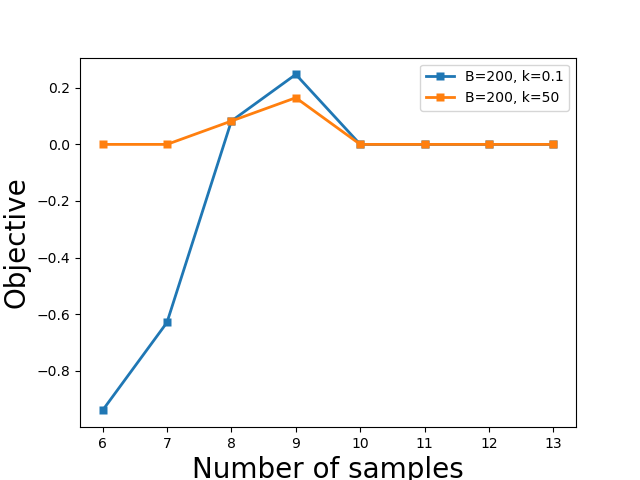 B=200, k=0.1
B=200, k=50
0.2
0.0
−0.2
−0.4
−0.6
−0.8
Objective
6 7 8 9 10 11 12 13
Number of samples